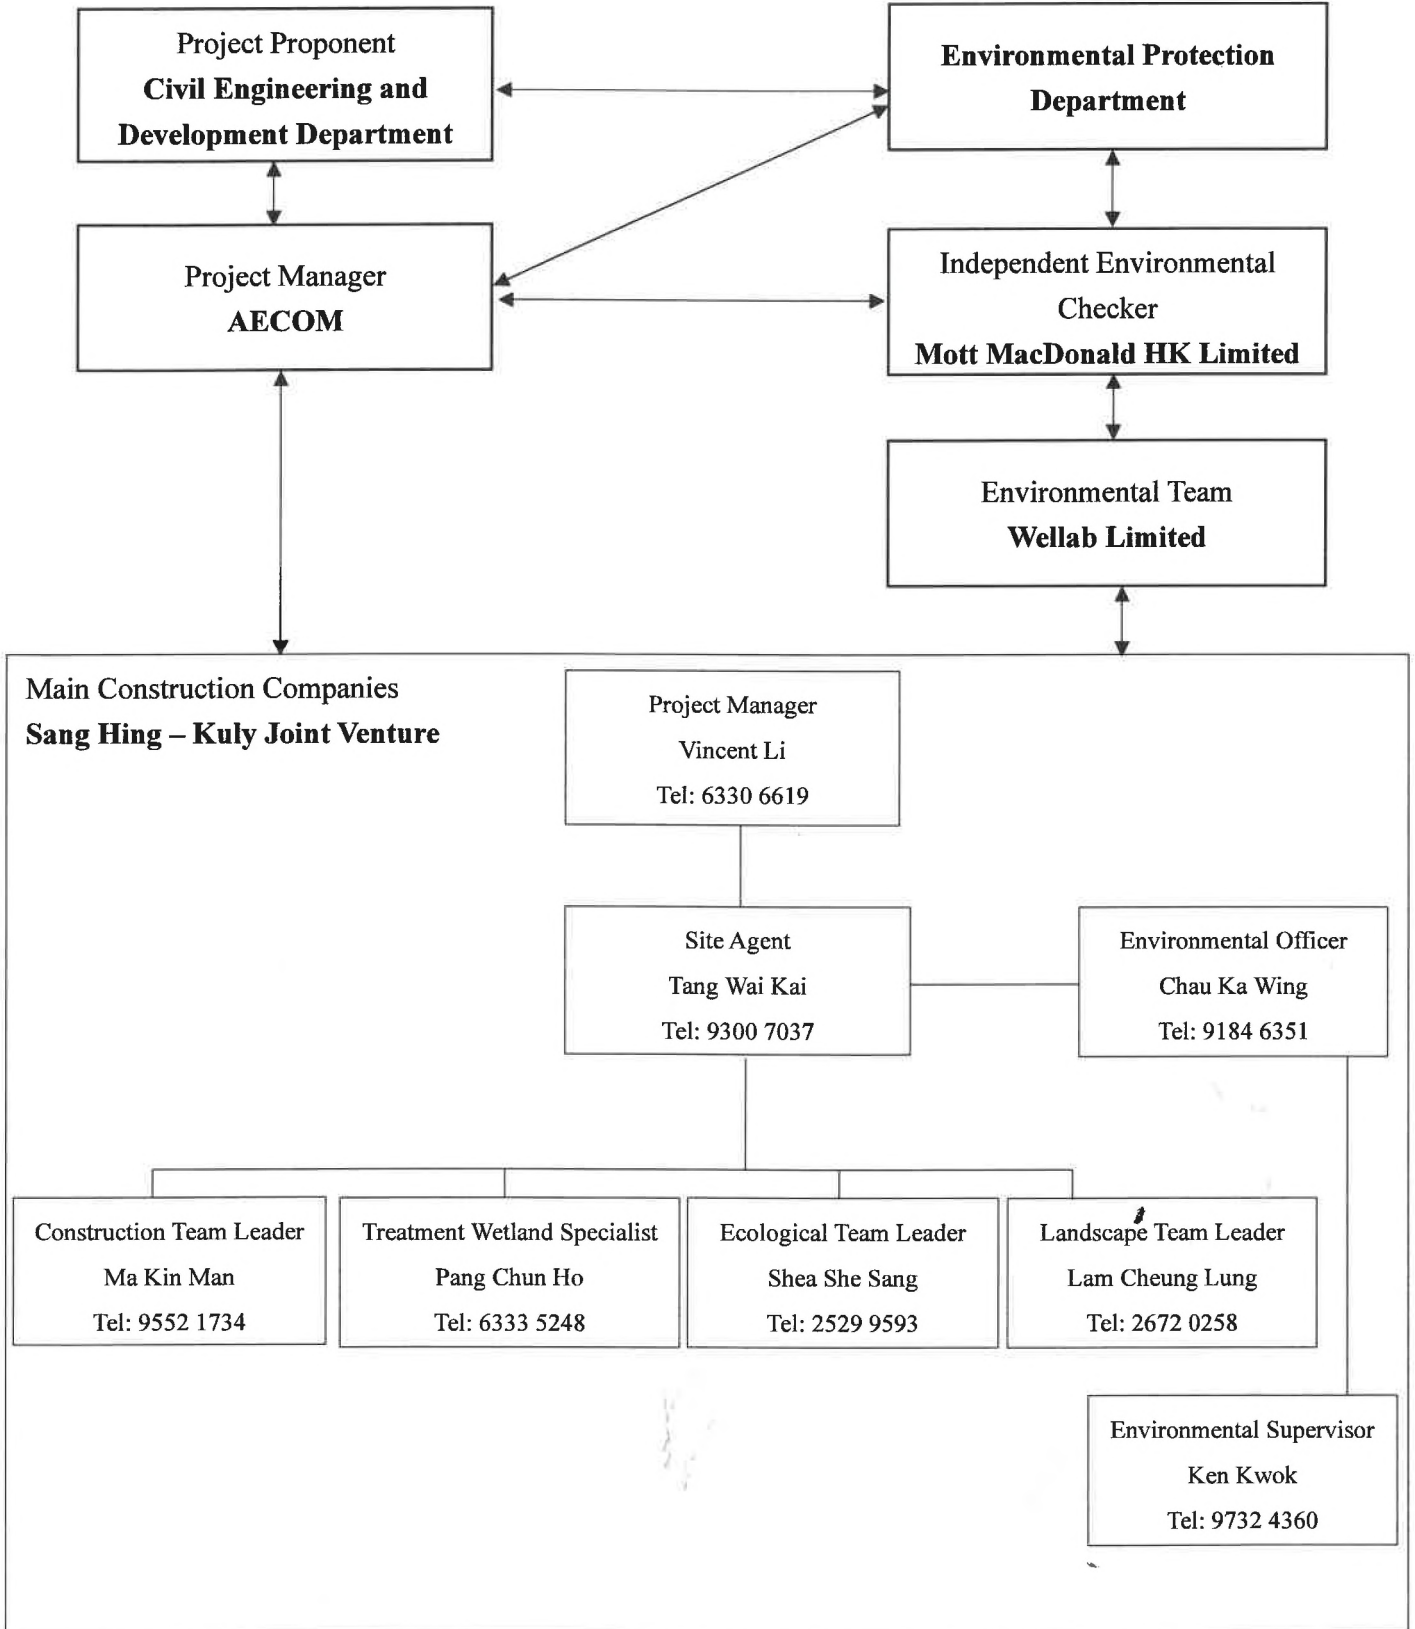 Project Proponent
Civil Engineering and
Development Department
Environmental Protection
Department
Project Manager
AECOM
Independent Environmental
Checker
Mott MacDonald HK Limited
Environmental Team
Wellab Limited
Main Construction Companies
Sang Hing – Kuly Joint Venture
Project Manager
Vincent Li
Tel: 6330 6619
Site Agent
Tang Wai Kai
Tel: 9300 7037
Environmental Officer
Chau Ka Wing
Tel: 9184 6351
Construction Team Leader
Ma Kin Man
Tel: 9552 1734
Treatment Wetland Specialist
Pang Chun Ho
Tel: 6333 5248
Ecological Team Leader
Shea She Sang
Tel: 2529 9593
Landscape Team Leader
Lam Cheung Lung
Tel: 2672 0258
Environmental Supervisor
Ken Kwok
Tel: 9732 4360